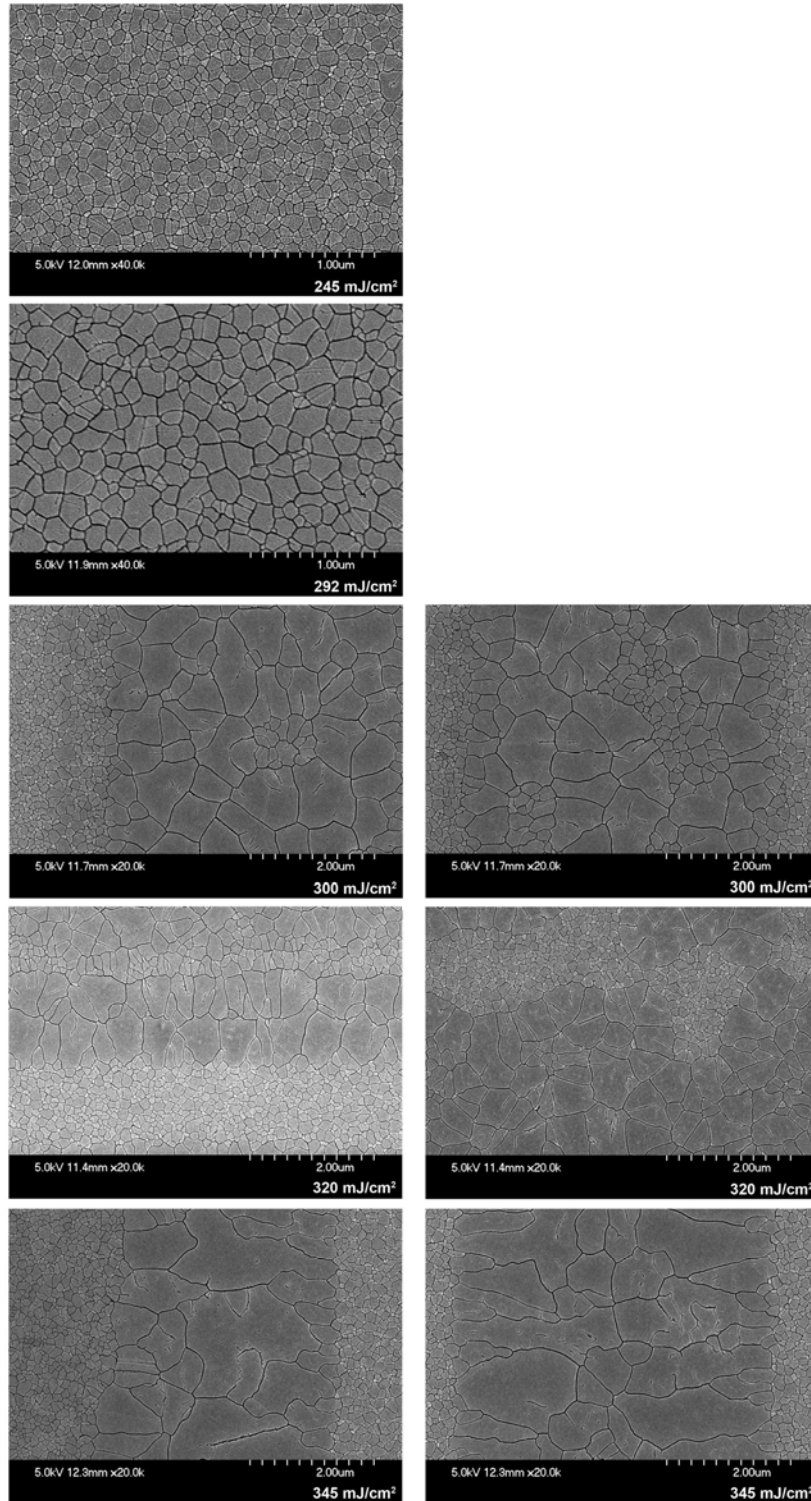 5.0kV 12.0mm x40.0k
1.00um
245 mJ/cm²
5.0kV 11.9mm x40.0k
1.00um
292 mJ/cm²
5.0kV 11.7mm x20.0k
2.00um
300 mJ/cm²
5.0kV 11.7mm x20.0k
2.00um
300 mJ/cm²
5.0kV 11.4mm x20.0k
2.00um
320 mJ/cm²
5.0kV 11.4mm x20.0k
2.00um
320 mJ/cm²
5.0kV 12.3mm x20.0k
2.00um
345 mJ/cm²
5.0kV 12.3mm x20.0k
2.00um
345 mJ/cm²